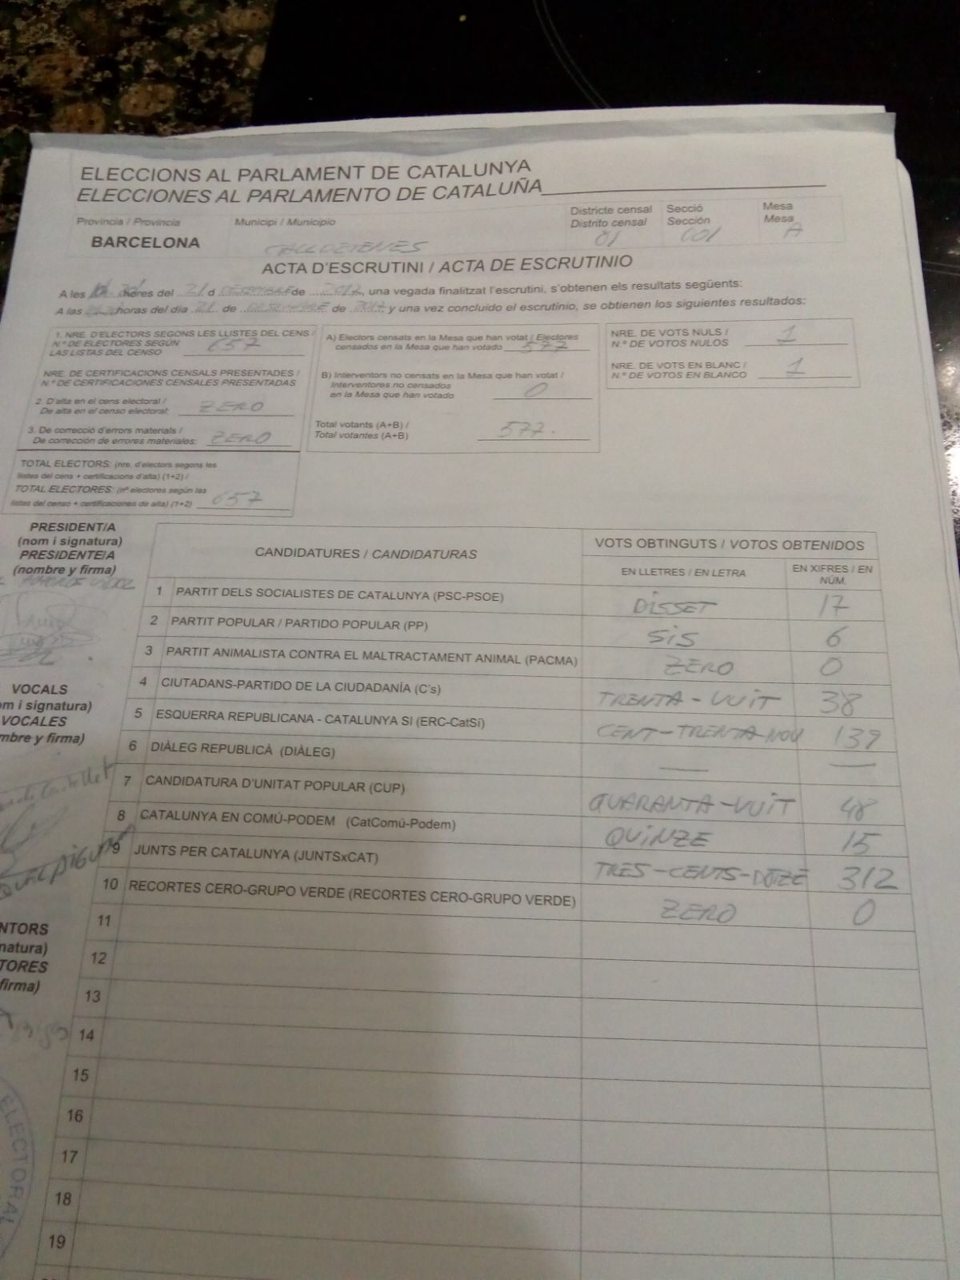 ELECCIONS AL PARLAMENT DE CATALUNYA
ELECCIONES AL PARLAMENTO DE CATALUÑA
Província / Provincia
Municipi / Municipio
Districte censal
Distrito censal
Secció
Sección
Mesa
Mesa
BARCELONA
CALLDETENES
01
001
A
ACTA D'ESCRUTINI / ACTA DE ESCRUTINIO
A les hores del 21 d DESEMBRE de 2017, una vegada finalitzat l'escrutini, s'obtenen els resultats següents:
A las horas del día 21 de de 2017 y una vez concluido el escrutinio, se obtienen los siguientes resultados:
1. NRE. D'ELECTORS SEGONS LES LLISTES DEL CENS /
N.º DE ELECTORES SEGÚN
LAS LISTAS DEL CENSO
657
NRE. DE CERTIFICACIONS CENSALS PRESENTADES /
N.º DE CERTIFICACIONES CENSALES PRESENTADAS
2. D'alta en el cens electoral /
De alta en el censo electoral:
ZERO
3. De correcció d'errors materials /
De corrección de errores materiales:
ZERO
TOTAL ELECTORS: (nre. d'electors segons les
llistes del cens + certificacions d'alta) (1+2) /
TOTAL ELECTORES: (nº electores según las
listas del censo + certificaciones de alta) (1+2)
657
A) Electors censats en la Mesa que han votat / Electores
censados en la Mesa que han votado
577
B) Interventors no censats en la Mesa que han votat /
Interventores no censados
en la Mesa que han votado
0
Total votants (A+B) /
Total votantes (A+B)
577.
NRE. DE VOTS NULS /
N.º DE VOTOS NULOS
1
NRE. DE VOTS EN BLANC /
N.º DE VOTOS EN BLANCO
1
PRESIDENT/A
(nom i signatura)
PRESIDENTE/A
(nombre y firma)
VOCALS
om i signatura)
VOCALES
mbre y firma)
NTORS
natura)
TORES
firma)
ELECTORAL
CANDIDATURES / CANDIDATURAS
VOTS OBTINGUTS / VOTOS OBTENIDOS
EN LLETRES / EN LETRA
EN XIFRES / EN
NÚM.
1 PARTIT DELS SOCIALISTES DE CATALUNYA (PSC-PSOE) DISSET 17
2 PARTIT POPULAR / PARTIDO POPULAR (PP) SIS 6
3 PARTIT ANIMALISTA CONTRA EL MALTRACTAMENT ANIMAL (PACMA) ZERO 0
4 CIUTADANS-PARTIDO DE LA CIUDADANÍA (C's) TRENTA-VUIT 38
5 ESQUERRA REPUBLICANA - CATALUNYA SI (ERC-CatSí) CENT-TRENTA-NOU 139
6 DIÀLEG REPUBLICÀ (DIÀLEG) — —
7 CANDIDATURA D'UNITAT POPULAR (CUP) QUARANTA-VUIT 48
8 CATALUNYA EN COMÚ-PODEM (CatComú-Podem) QUINZE 15
9 JUNTS PER CATALUNYA (JUNTSxCAT) TRES-CENTS-DOTZE 312
10 RECORTES CERO-GRUPO VERDE (RECORTES CERO-GRUPO VERDE) ZERO 0
11
12
13
14
15
16
17
18
19